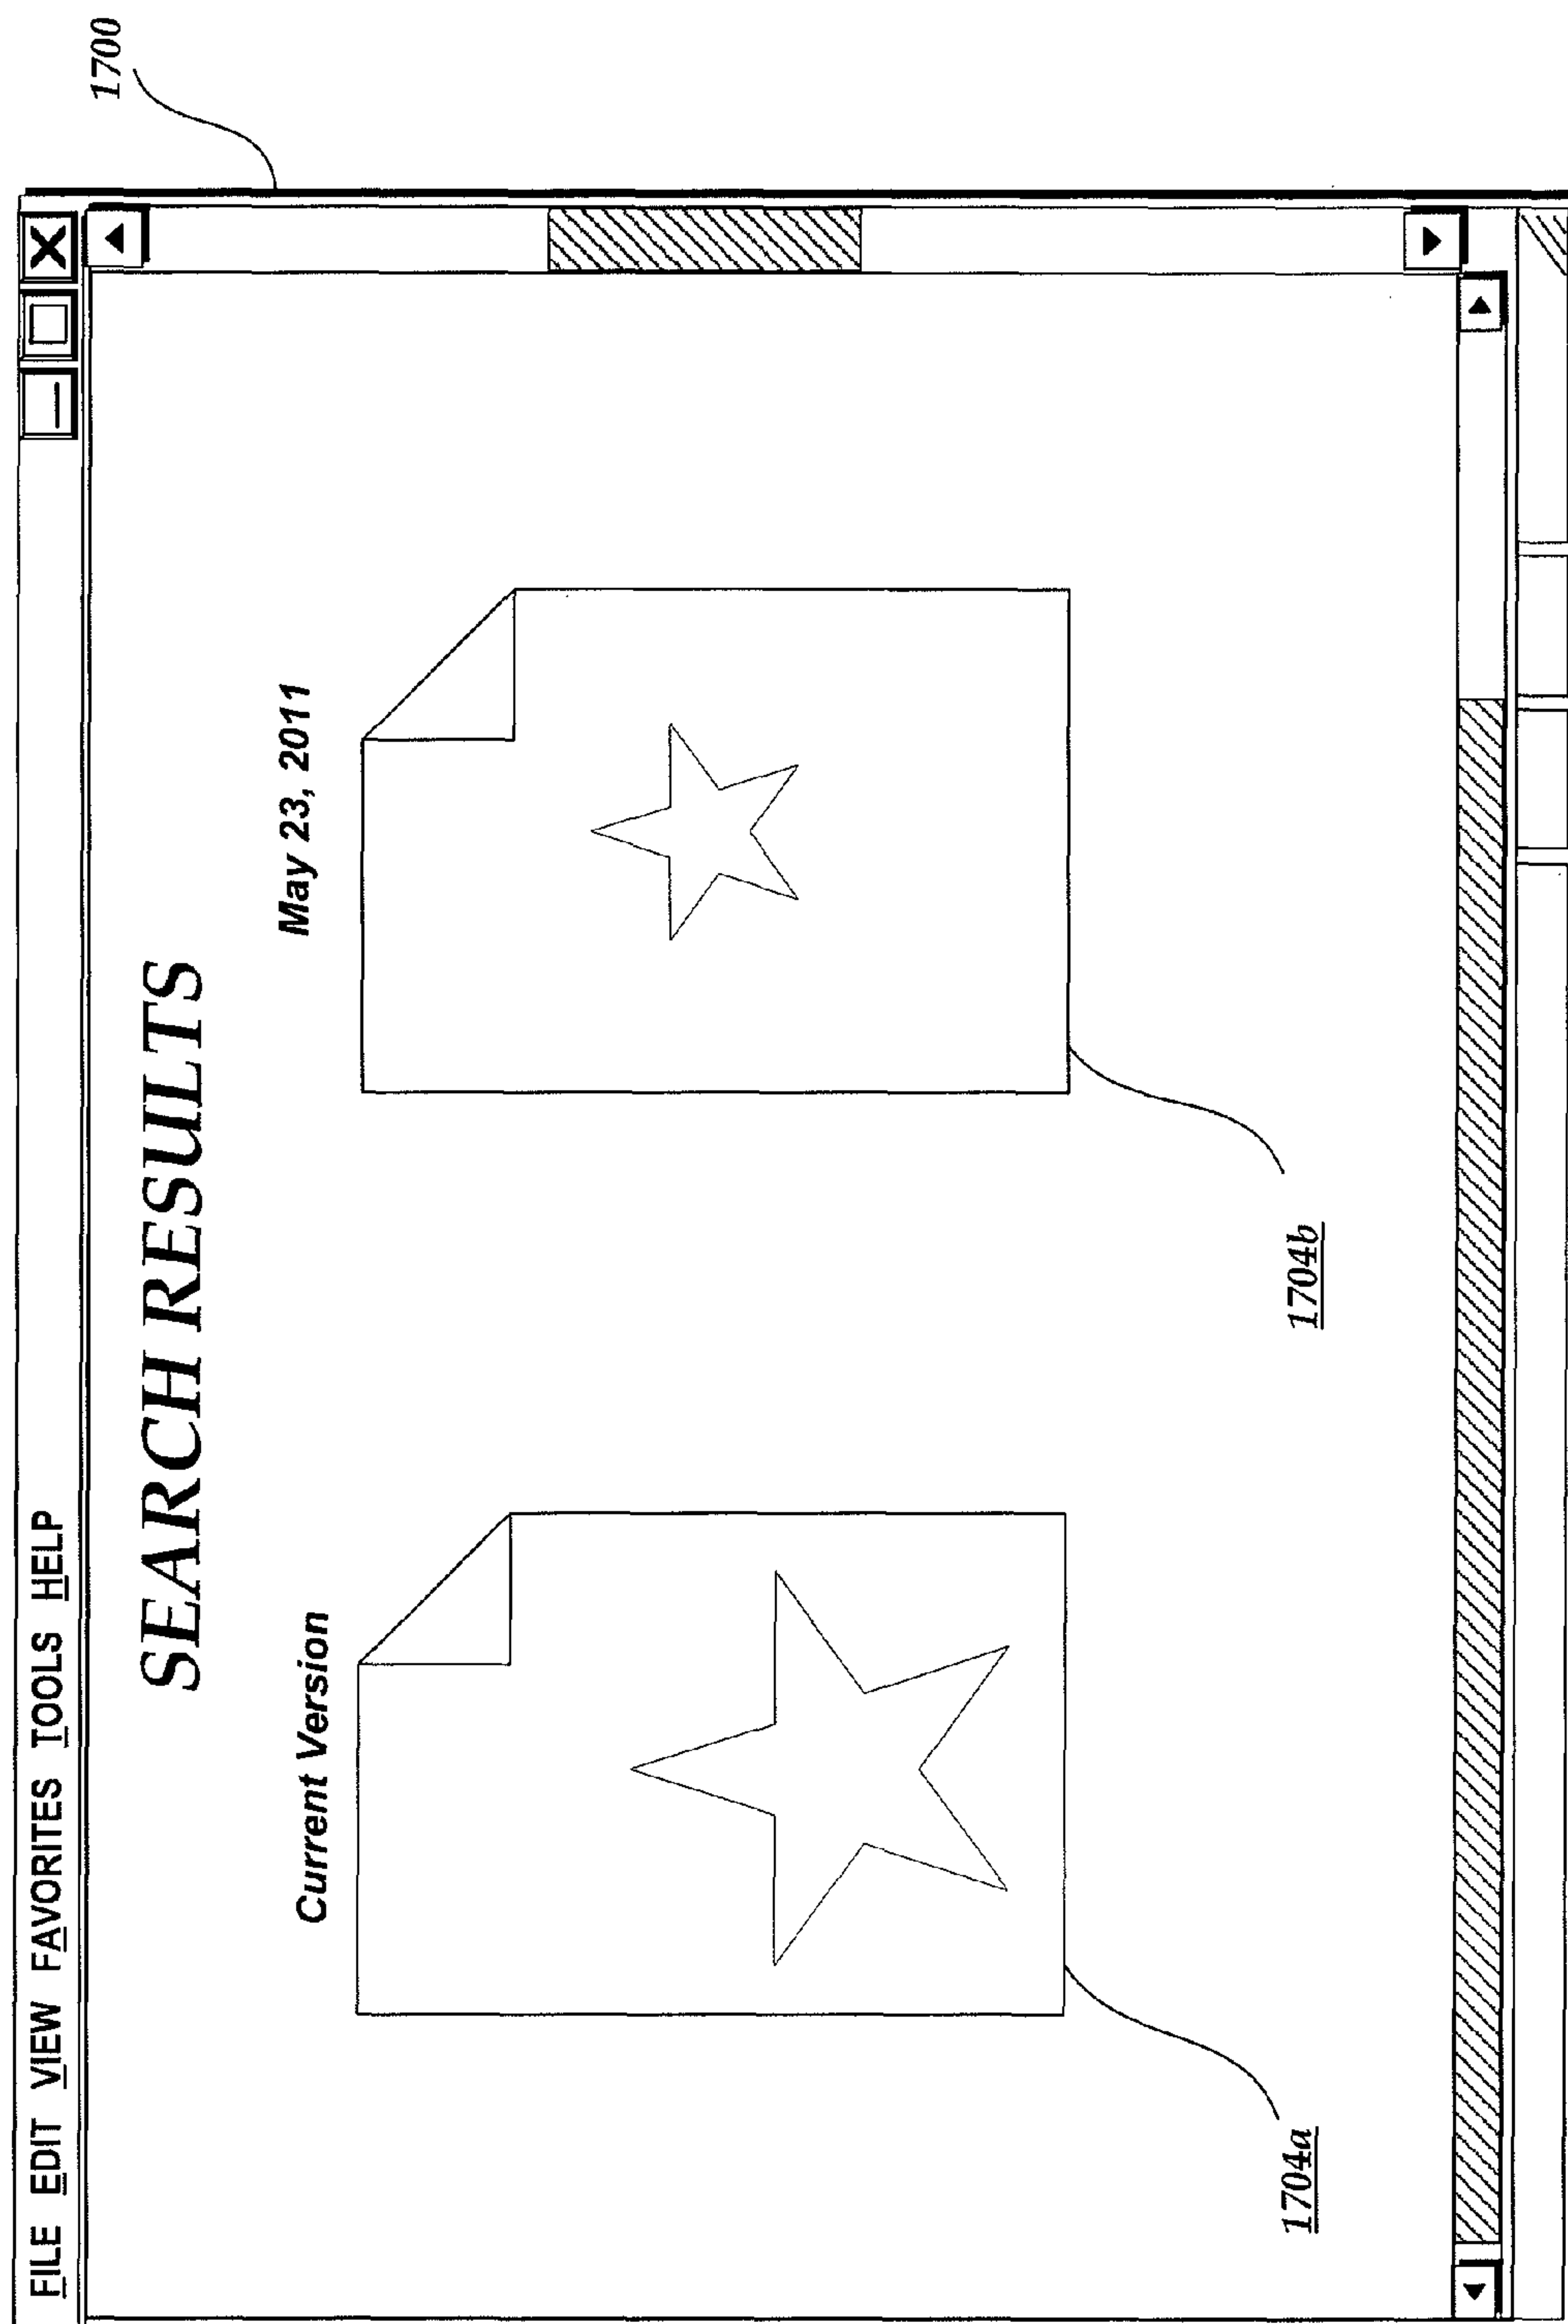 1700
FILE EDIT VIEW FAVORITES TOOLS HELP
SEARCH RESULTS
Current Version
May 23, 2011
1704a
1704b